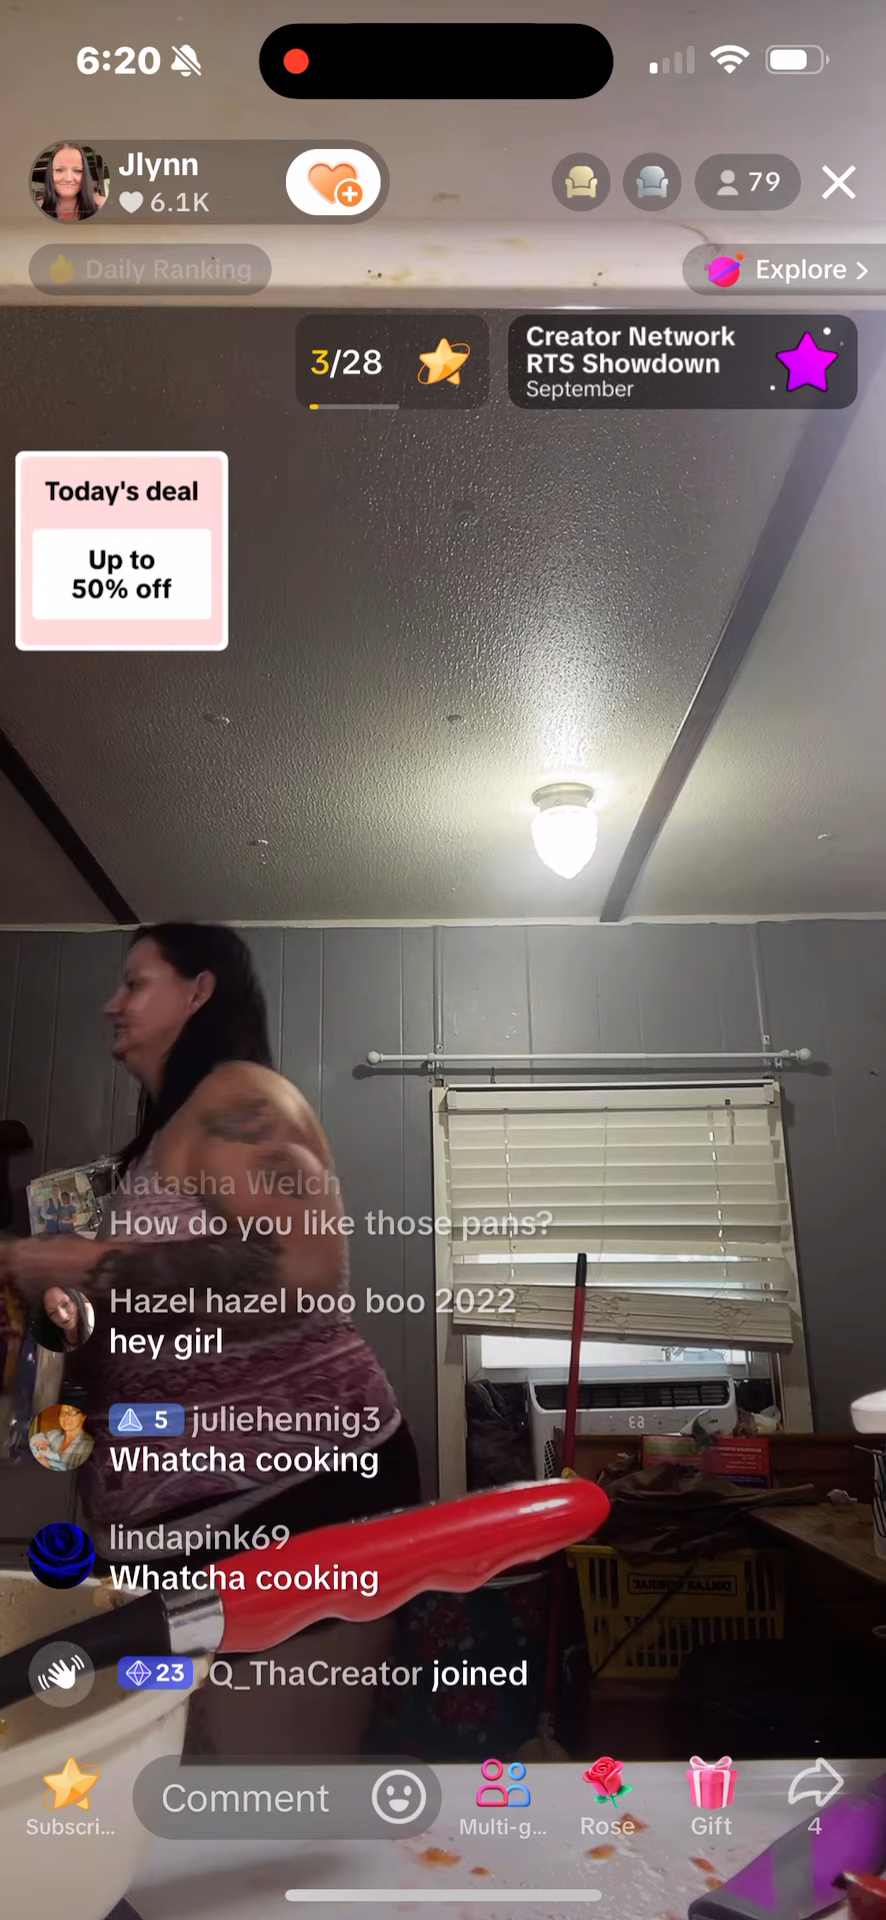 6:20
Jlynn
6.1K
79
Daily Ranking
Explore >
3/28
Creator Network
RTS Showdown
September
Today's deal
Up to
50% off
Natasha Welch
How do you like those pans?
Hazel hazel boo boo 2022
hey girl
5 juliehennig3
Whatcha cooking
lindapink69
Whatcha cooking
23 Q_ThaCreator joined
Comment
Subscri...
Multi-g...
Rose
Gift
4